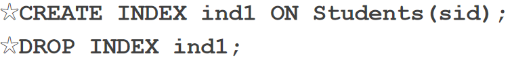 ☆CREATE INDEX ind1 ON Students(sid);
☆DROP INDEX ind1;